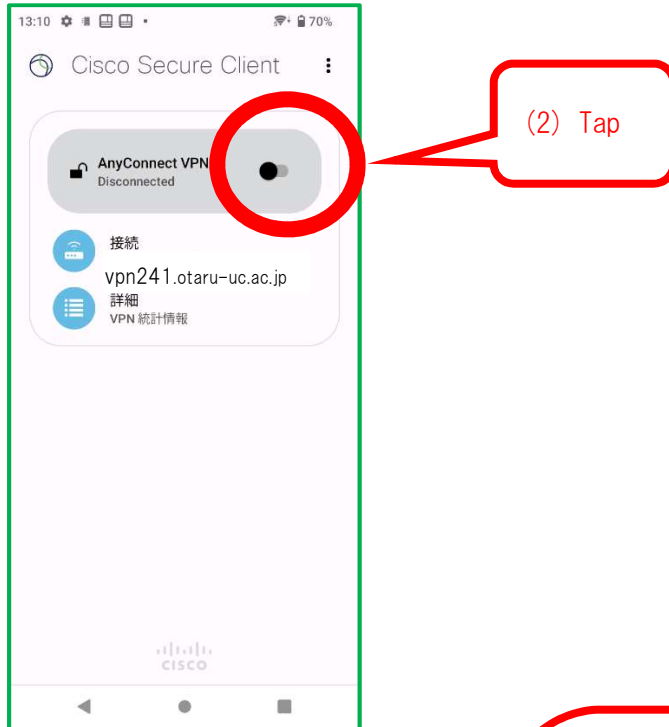 13:10 70%
Cisco Secure Client
(2) Tap
AnyConnect VPN
Disconnected
接続
vpn241.otaru-uc.ac.jp
詳細
VPN 統計情報
CISCO